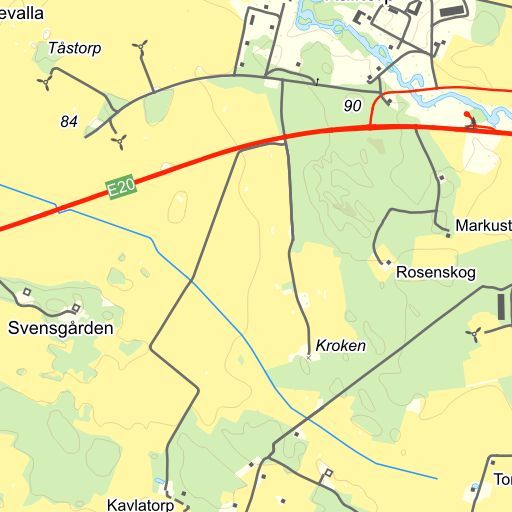 evalla
Tåstorp
84
90
E20
Markust
Rosenskog
Svensgården
Kroken
Kavlatorp
Tor